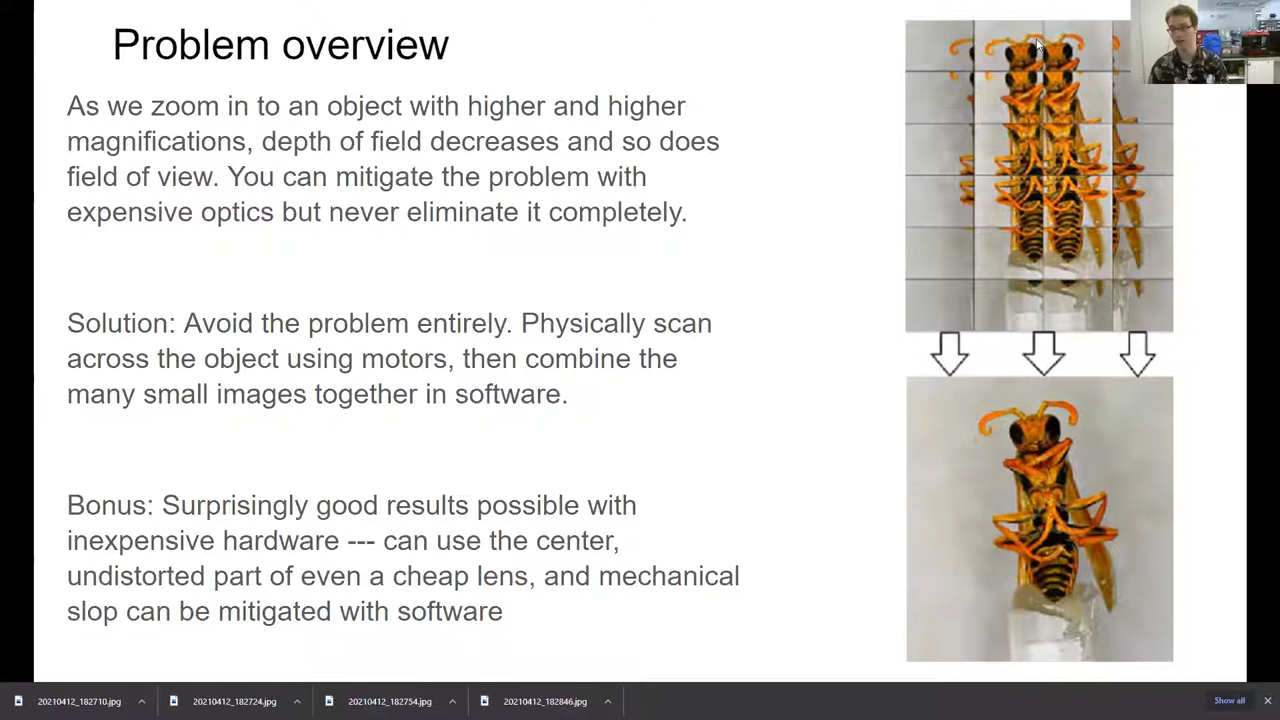 Problem overview
As we zoom in to an object with higher and higher
magnifications, depth of field decreases and so does
field of view. You can mitigate the problem with
expensive optics but never eliminate it completely.
Solution: Avoid the problem entirely. Physically scan
across the object using motors, then combine the
many small images together in software.
Bonus: Surprisingly good results possible with
inexpensive hardware --- can use the center,
undistorted part of even a cheap lens, and mechanical
slop can be mitigated with software
20210412_182710.jpg
20210412_182724.jpg
20210412_182754.jpg
20210412_182846.jpg
Show all